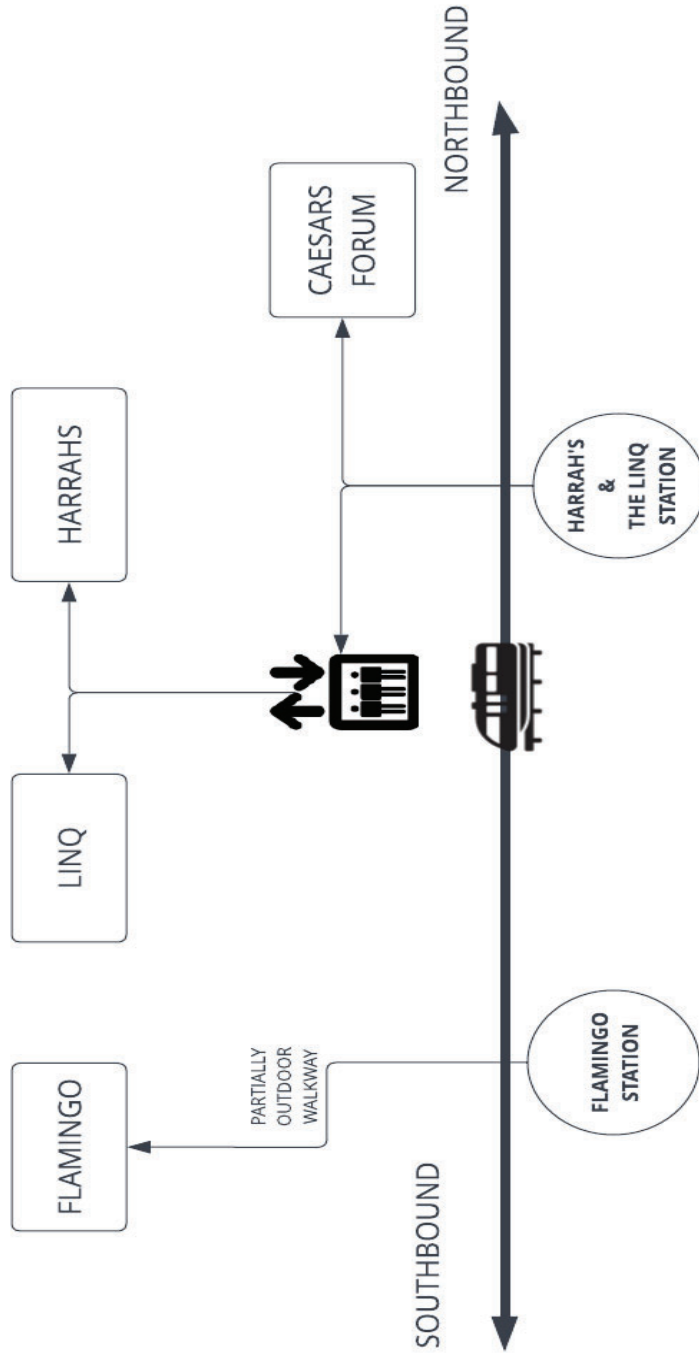 FLAMINGO
LINQ
HARRAHS
PARTIALLY
OUTDOOR
WALKWAY
CAESARS
FORUM
SOUTHBOUND
NORTHBOUND
FLAMINGO
STATION
HARRAH'S
&
THE LINQ
STATION